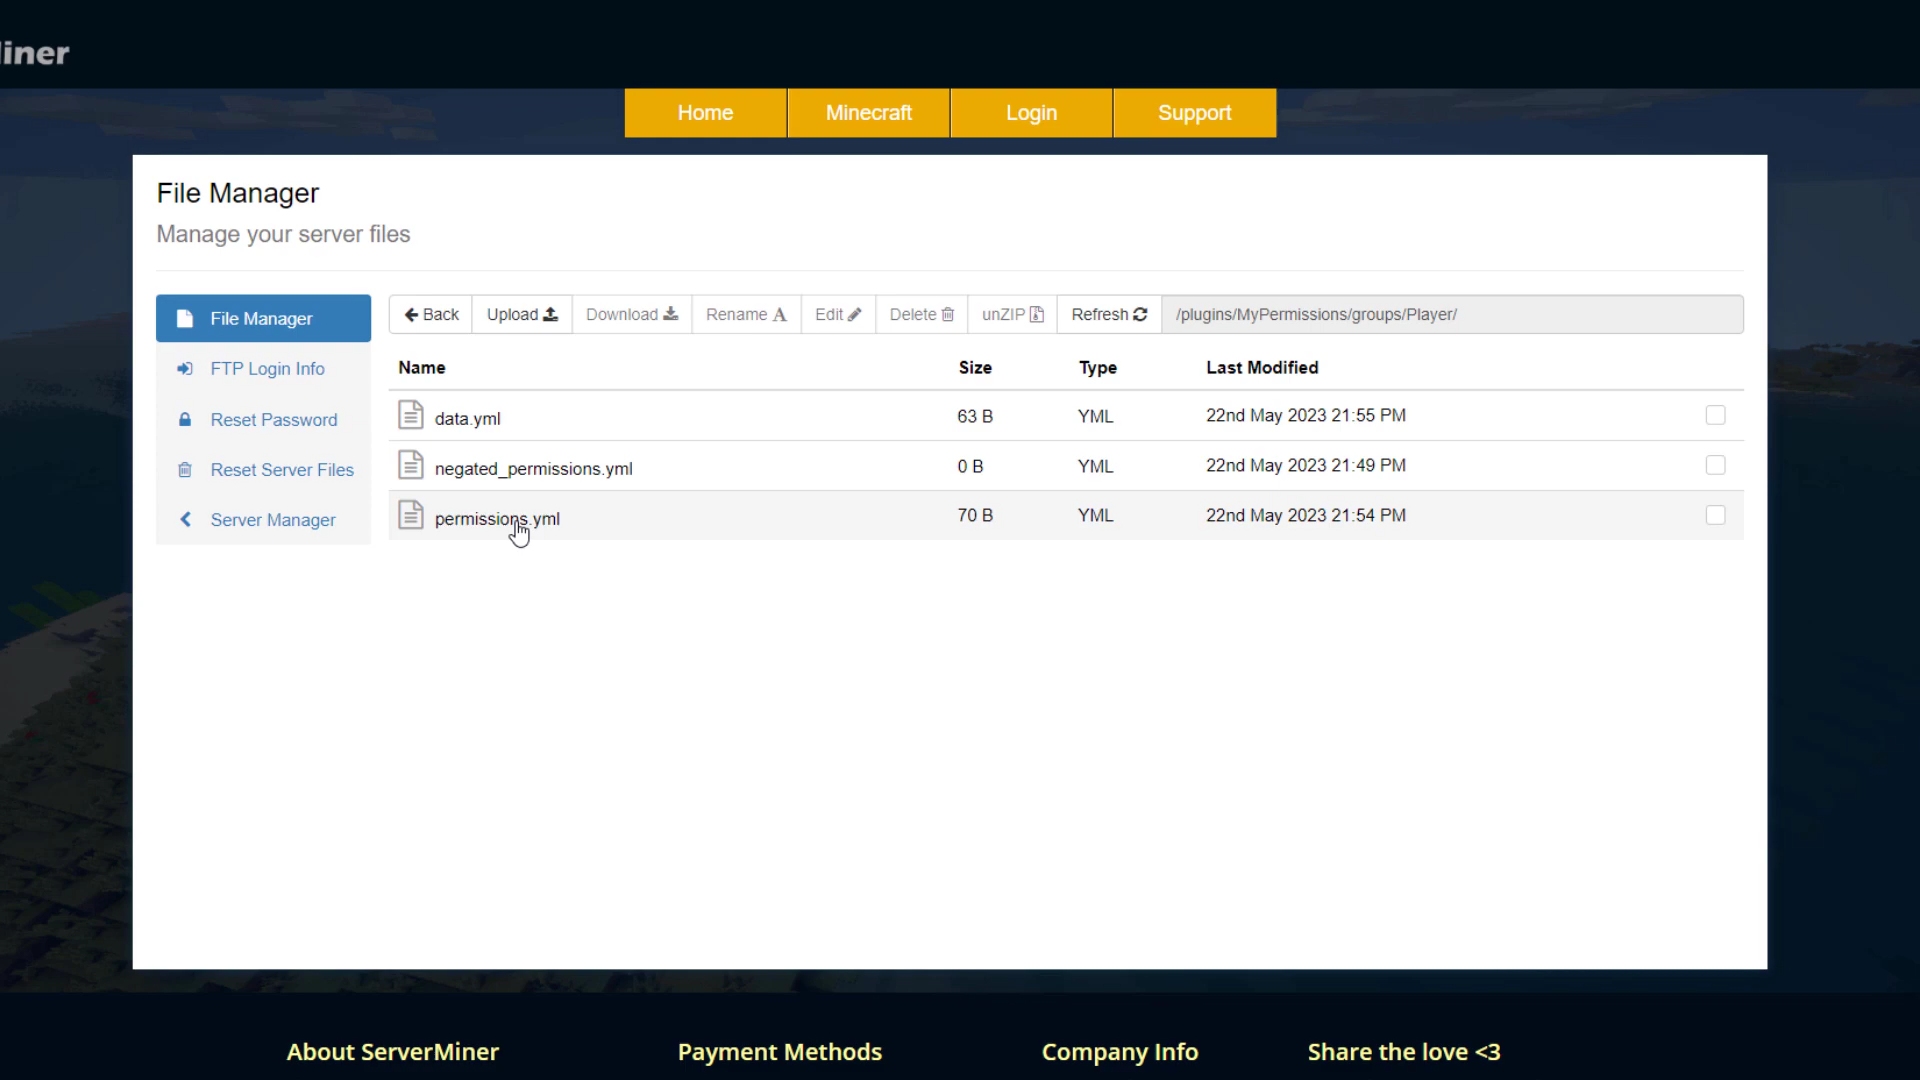 iner
Home Minecraft Login Support
File Manager
Manage your server files
File Manager
FTP Login Info
Reset Password
Reset Server Files
Server Manager
Back Upload Download Rename Edit Delete unZIP Refresh /plugins/MyPermissions/groups/Player/
Name Size Type Last Modified
data.yml 63 B YML 22nd May 2023 21:55 PM
negated_permissions.yml 0 B YML 22nd May 2023 21:49 PM
permissions.yml 70 B YML 22nd May 2023 21:54 PM
About ServerMiner Payment Methods Company Info Share the love <3